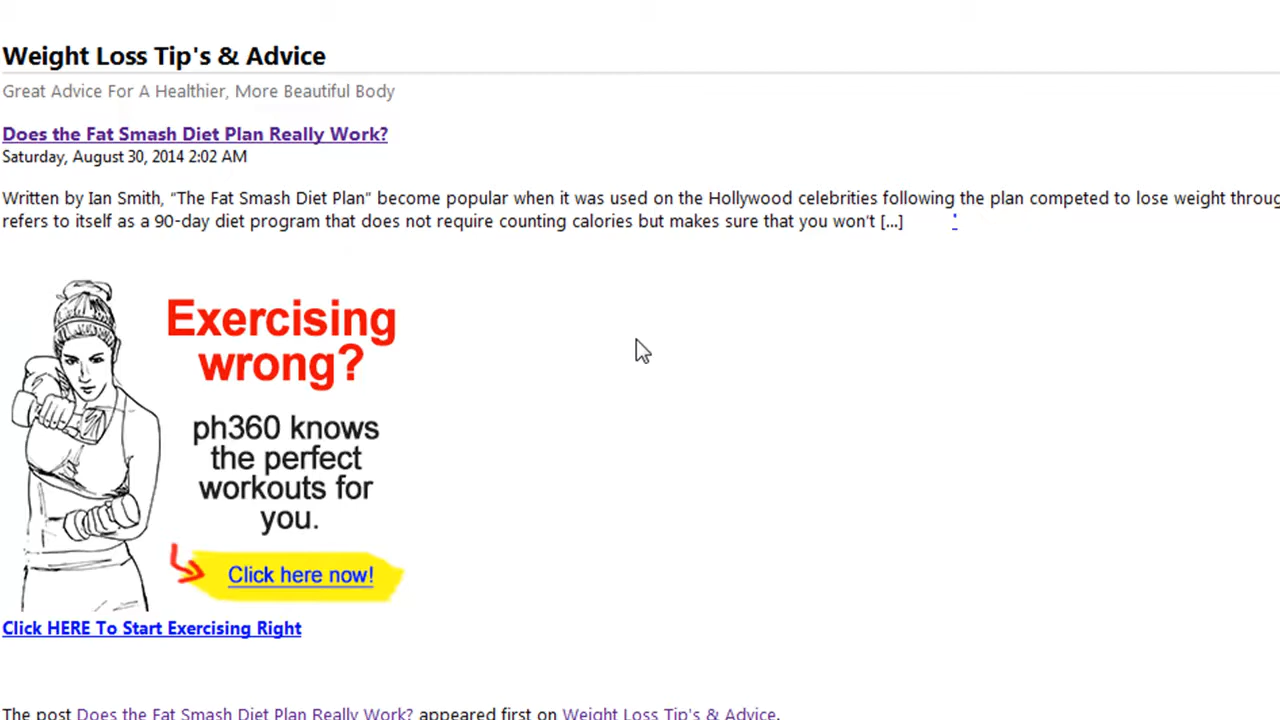 Weight Loss Tip's & Advice
Great Advice For A Healthier, More Beautiful Body
Does the Fat Smash Diet Plan Really Work?
Saturday, August 30, 2014 2:02 AM
Written by Ian Smith, “The Fat Smash Diet Plan” become popular when it was used on the Hollywood celebrities following the plan competed to lose weight
refers to itself as a 90-day diet program that does not require counting calories but makes sure that you won’t [...]
Exercising
wrong?
ph360 knows
the perfect
workouts for
you.
Click here now!
Click HERE To Start Exercising Right
The post Does the Fat Smash Diet Plan Really Work? appeared first on Weight Loss Tip's & Advice.